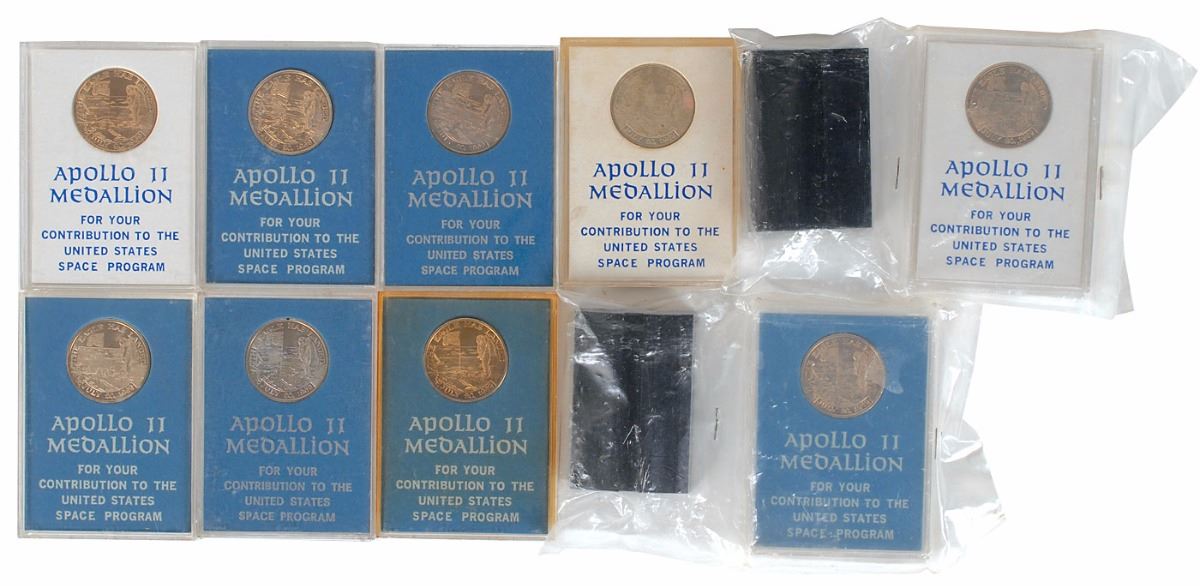 APOLLO 11
MEDALLION
FOR YOUR
CONTRIBUTION TO THE
UNITED STATES
SPACE PROGRAM
APOLLO 11
MEDALLION
FOR YOUR
CONTRIBUTION TO THE
UNITED STATES
SPACE PROGRAM
APOLLO 11
MEDALLION
FOR YOUR
CONTRIBUTION TO THE
UNITED STATES
SPACE PROGRAM
APOLLO 11
MEDALLION
FOR YOUR
CONTRIBUTION TO THE
UNITED STATES
SPACE PROGRAM
APOLLO 11
MEDALLION
FOR YOUR
CONTRIBUTION TO THE
UNITED STATES
SPACE PROGRAM
APOLLO 11
MEDALLION
FOR YOUR
CONTRIBUTION TO THE
UNITED STATES
SPACE PROGRAM
APOLLO 11
MEDALLION
FOR YOUR
CONTRIBUTION TO THE
UNITED STATES
SPACE PROGRAM
APOLLO 11
MEDALLION
FOR YOUR
CONTRIBUTION TO THE
UNITED STATES
SPACE PROGRAM
APOLLO 11
MEDALLION
FOR YOUR
CONTRIBUTION TO THE
UNITED STATES
SPACE PROGRAM